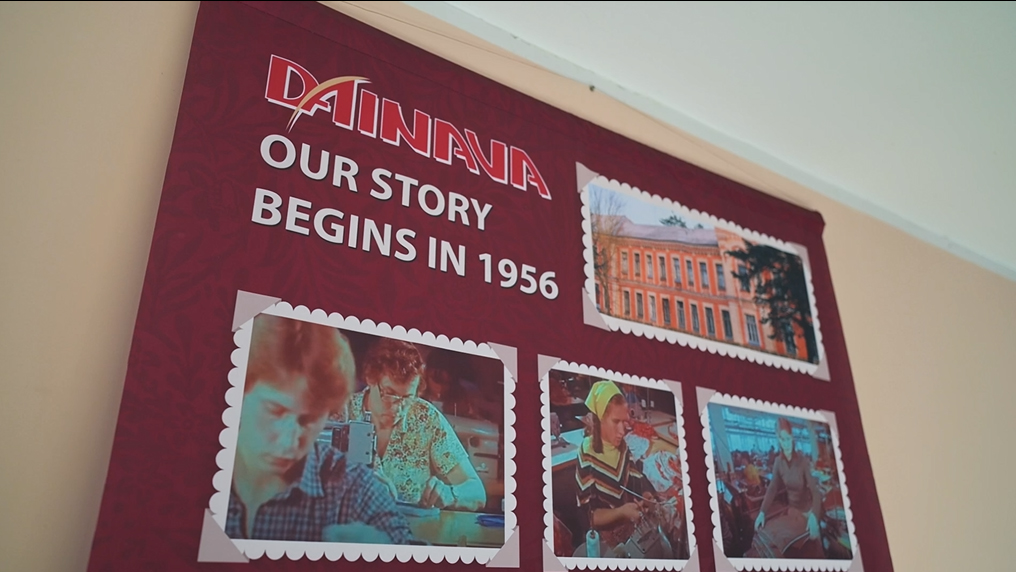 DAINAVA
OUR STORY
BEGINS IN 1956